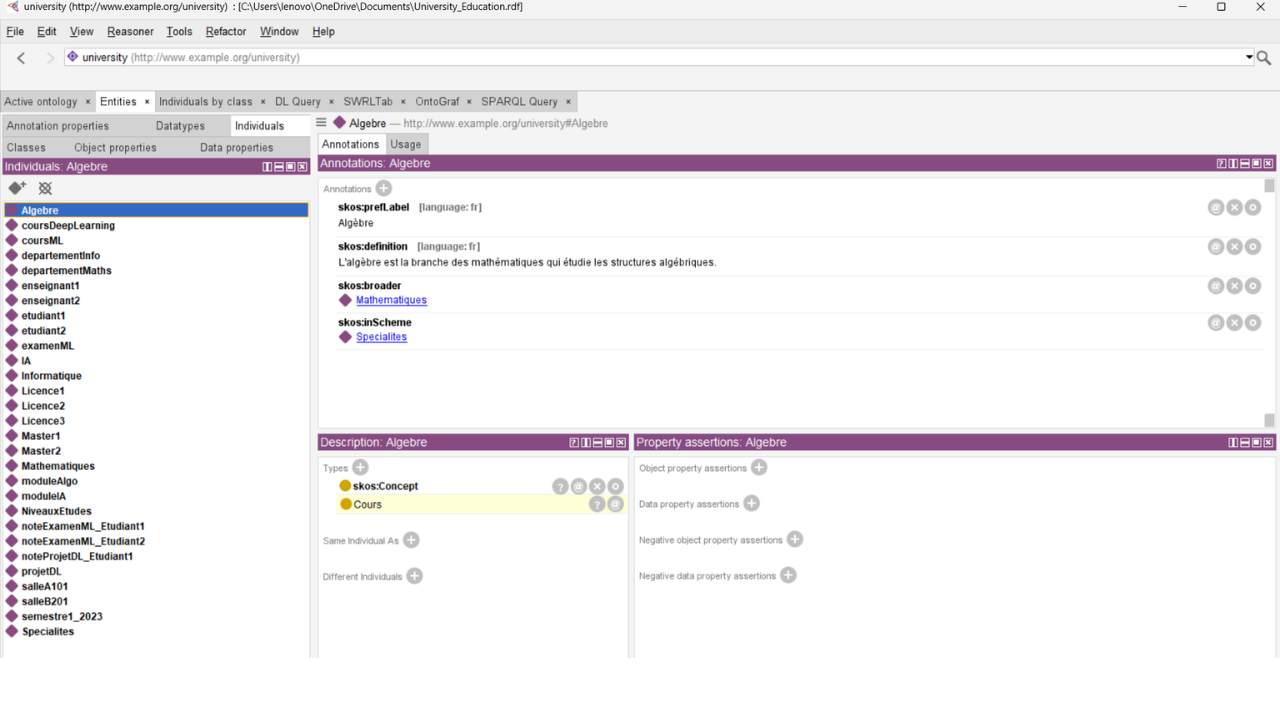 university (http://www.example.org/university) : [C:\Users\lenovo\OneDrive\Documents\University_Education.rdf]
File Edit View Reasoner Tools Refactor Window Help
university (http://www.example.org/university)
Active ontology × Entities × Individuals by class × DL Query × SWRLTab × OntoGraf × SPARQL Query ×
Annotation properties Datatypes Individuals
Classes Object properties Data properties
Individuals: Algebre
Algebre
coursDeepLearning
coursML
departementInfo
departementMaths
enseignant1
enseignant2
etudiant1
etudiant2
examenML
IA
Informatique
Licence1
Licence2
Licence3
Master1
Master2
Mathematiques
moduleAlgo
moduleIA
NiveauxEtudes
noteExamenML_Etudiant1
noteExamenML_Etudiant2
noteProjetDL_Etudiant1
projetDL
salleA101
salleB201
semestre1_2023
Specialites
Algebre — http://www.example.org/university#Algebre
Annotations Usage
Annotations: Algebre
Annotations
skos:prefLabel [language: fr]
Algèbre
skos:definition [language: fr]
L'algèbre est la branche des mathématiques qui étudie les structures algébriques.
skos:broader
Mathematiques
skos:inScheme
Specialites
Description: Algebre
Types
skos:Concept
Cours
Same Individual As
Different Individuals
Property assertions: Algebre
Object property assertions
Data property assertions
Negative object property assertions
Negative data property assertions